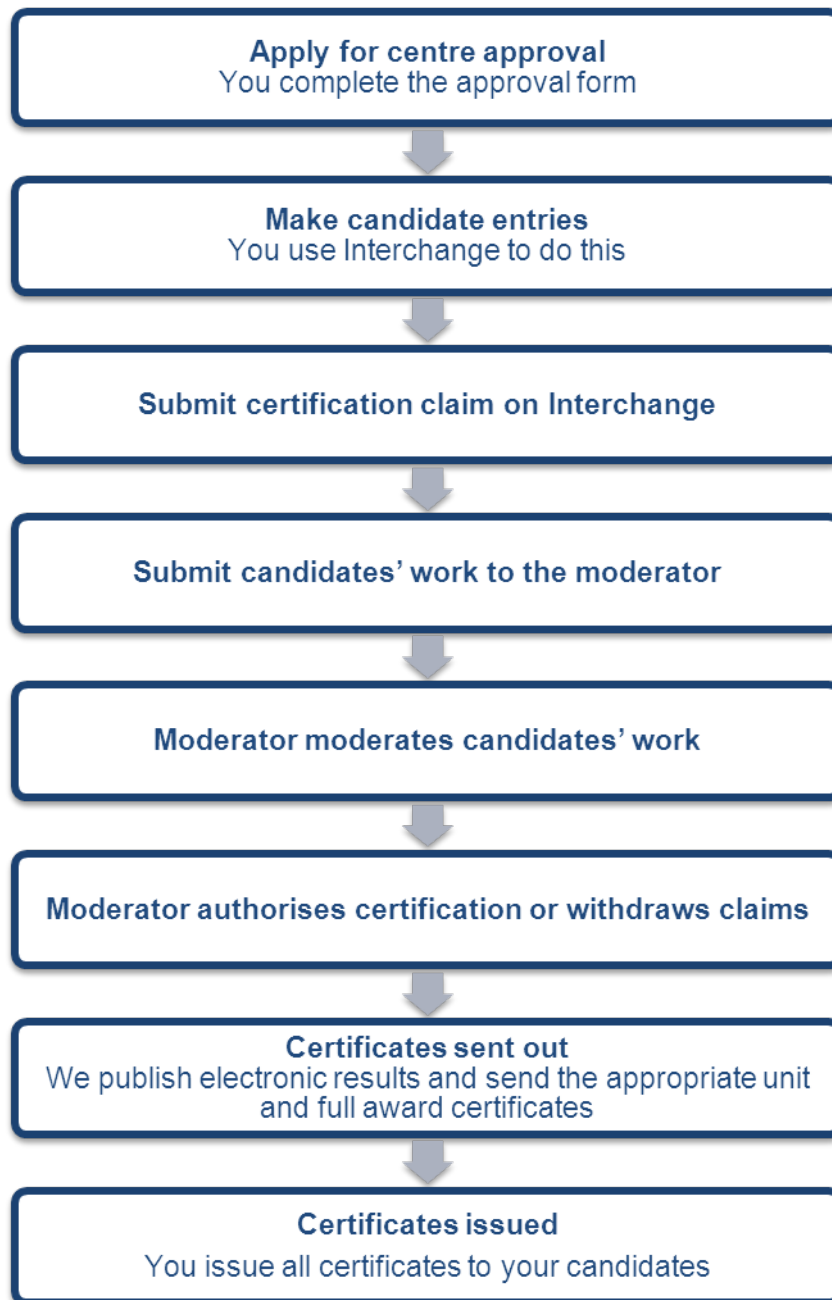 Apply for centre approval
You complete the approval form
Make candidate entries
You use Interchange to do this
Submit certification claim on Interchange
Submit candidates’ work to the moderator
Moderator moderates candidates’ work
Moderator authorises certification or withdraws claims
Certificates sent out
We publish electronic results and send the appropriate unit
and full award certificates
Certificates issued
You issue all certificates to your candidates